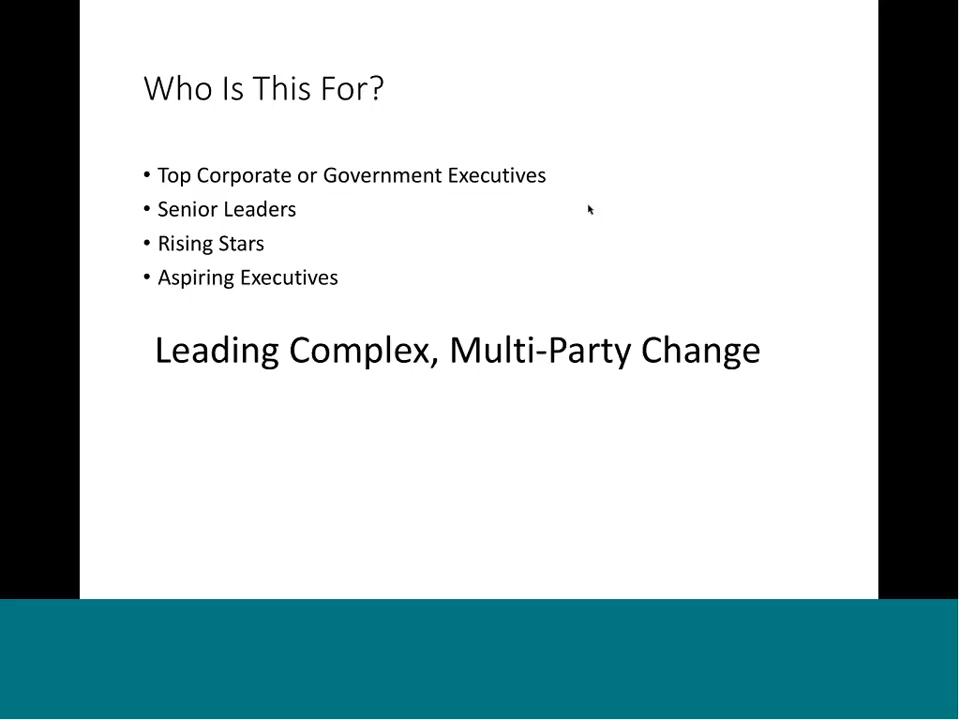 Who Is This For?
• Top Corporate or Government Executives
• Senior Leaders
• Rising Stars
• Aspiring Executives
Leading Complex, Multi-Party Change